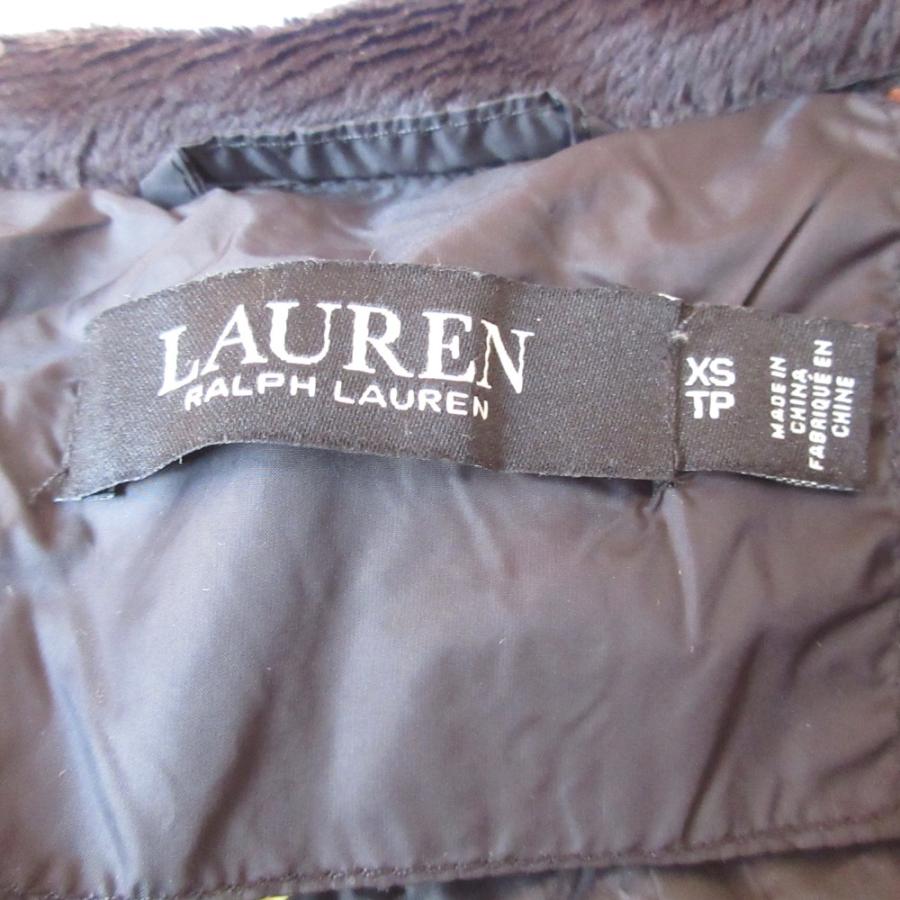 LAUREN
RALPH LAUREN
XS
TP
MADE IN
CHINA
FABRIQUÉ EN
CHINE